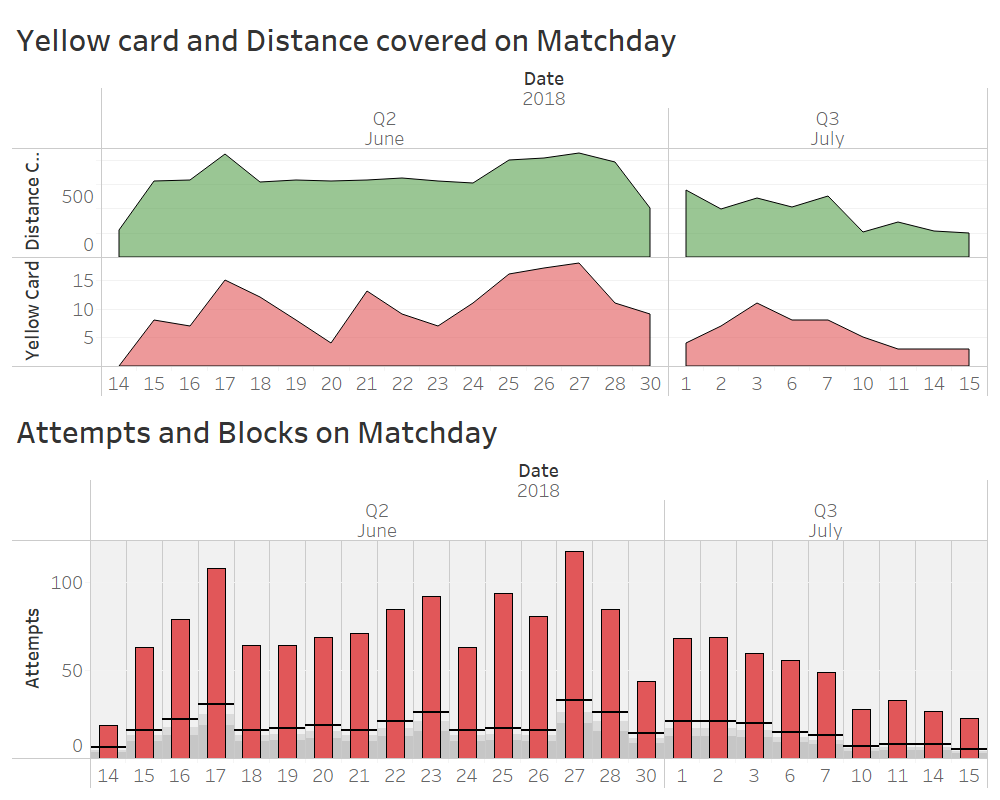 Yellow card and Distance covered on Matchday
Date
2018
Q2 Q3
June July
Distance C..
500
0
Yellow Card
15
10
5
14 15 16 17 18 19 20 21 22 23 24 25 26 27 28 30 1 2 3 6 7 10 11 14 15
Attempts and Blocks on Matchday
Date
2018
Q2 Q3
June July
Attempts
100
50
0
14 15 16 17 18 19 20 21 22 23 24 25 26 27 28 30 1 2 3 6 7 10 11 14 15